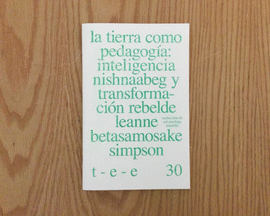 la tierra como
pedagogía:
inteligencia
nishnaabeg y
transforma-
ción rebelde
leanne
betasamosake
simpson
t - e - e 30